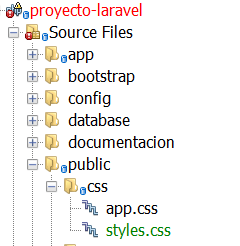 proyecto-laravel
Source Files
app
bootstrap
config
database
documentacion
public
css
app.css
styles.css